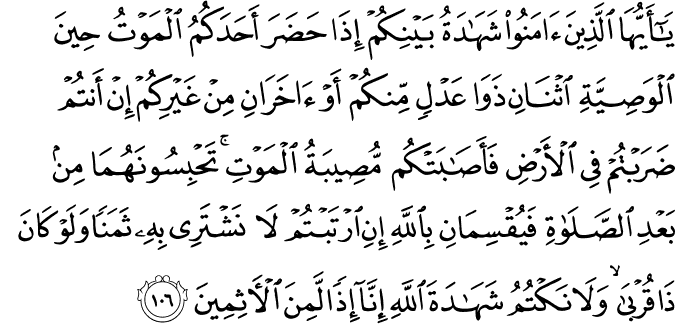 يَـٰٓأَيُّهَا ٱلَّذِينَ ءَامَنُوا۟ شَهَـٰدَةُ بَيْنِكُمْ إِذَا حَضَرَ أَحَدَكُمُ ٱلْمَوْتُ حِينَ
ٱلْوَصِيَّةِ ٱثْنَانِ ذَوَا عَدْلٍ مِّنكُمْ أَوْ ءَاخَرَانِ مِنْ غَيْرِكُمْ إِنْ أَنتُمْ
ضَرَبْتُمْ فِى ٱلْأَرْضِ فَأَصَـٰبَتْكُم مُّصِيبَةُ ٱلْمَوْتِ ۚ تَحْبِسُونَهُمَا مِنۢ
بَعْدِ ٱلصَّلَوٰةِ فَيُقْسِمَانِ بِٱللَّهِ إِنِ ٱرْتَبْتُمْ لَا نَشْتَرِى بِهِۦ ثَمَنًا وَلَوْ كَانَ
ذَا قُرْبَىٰ ۙ وَلَا نَكْتُمُ شَهَـٰدَةَ ٱللَّهِ إِنَّآ إِذًا لَّمِنَ ٱلْـَٔاثِمِينَ ١٠٦